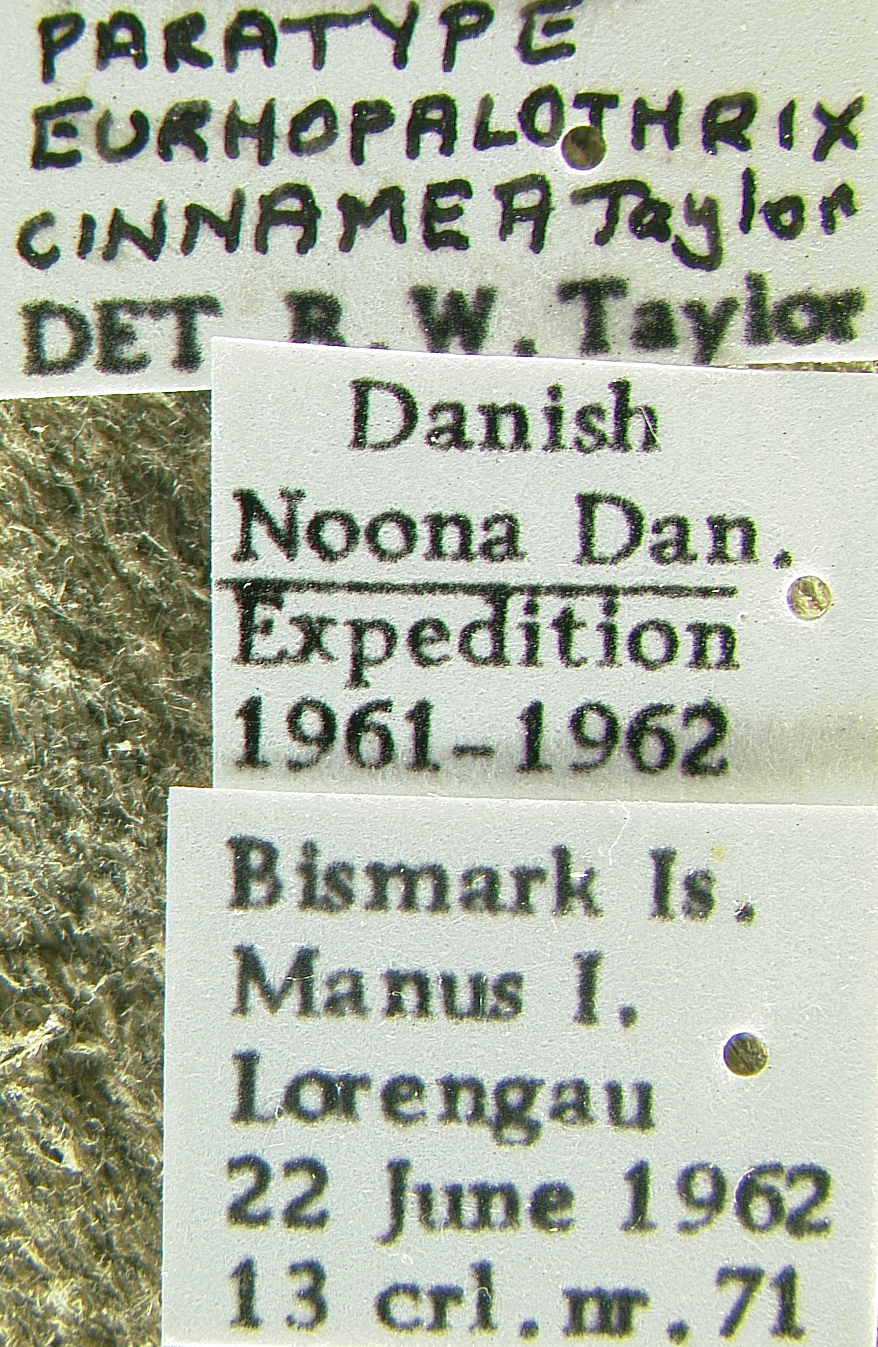 PARATYPE
EURHOPALOTHRIX
CINNAMEA Taylor
DET R. W. Taylor
Danish
Noona Dan.
Expedition
1961-1962
Bismark Is.
Manus I.
Lorengau
22 June 1962
13 crl. nr. 71